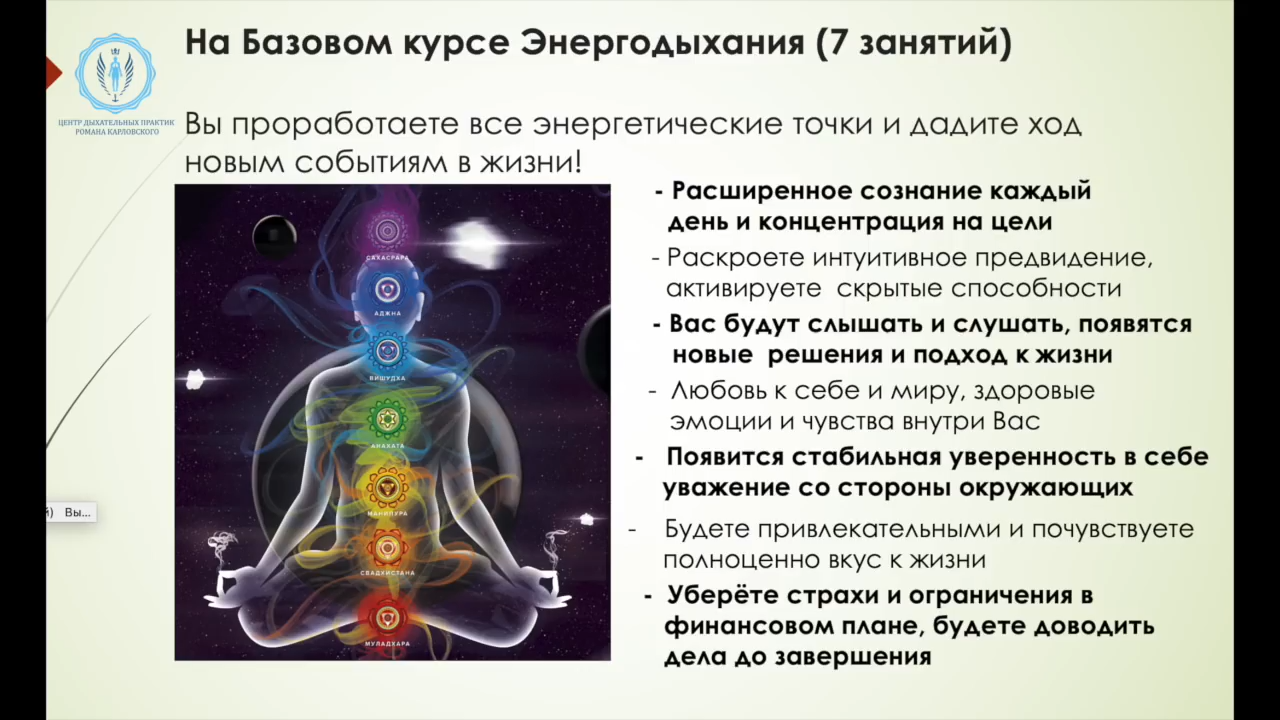 На Базовом курсе Энергодыхания (7 занятий)
ЦЕНТР ДЫХАТЕЛЬНЫХ ПРАКТИК
РОМАНА КАРЛОВСКОГО
Вы проработаете все энергетические точки и дадите ход
новым событиям в жизни!
САХАСРАРА
АДЖНА
ВИШУДХА
АНАХАТА
МАНИПУРА
СВАДХИСТАНА
МУЛАДХАРА
- Расширенное сознание каждый
день и концентрация на цели
- Раскроете интуитивное предвидение,
активируете скрытые способности
- Вас будут слышать и слушать, появятся
новые решения и подход к жизни
- Любовь к себе и миру, здоровые
эмоции и чувства внутри Вас
- Появится стабильная уверенность в себе
уважение со стороны окружающих
- Будете привлекательными и почувствуете
полноценно вкус к жизни
- Уберёте страхи и ограничения в
финансовом плане, будете доводить
дела до завершения
й) Вы...